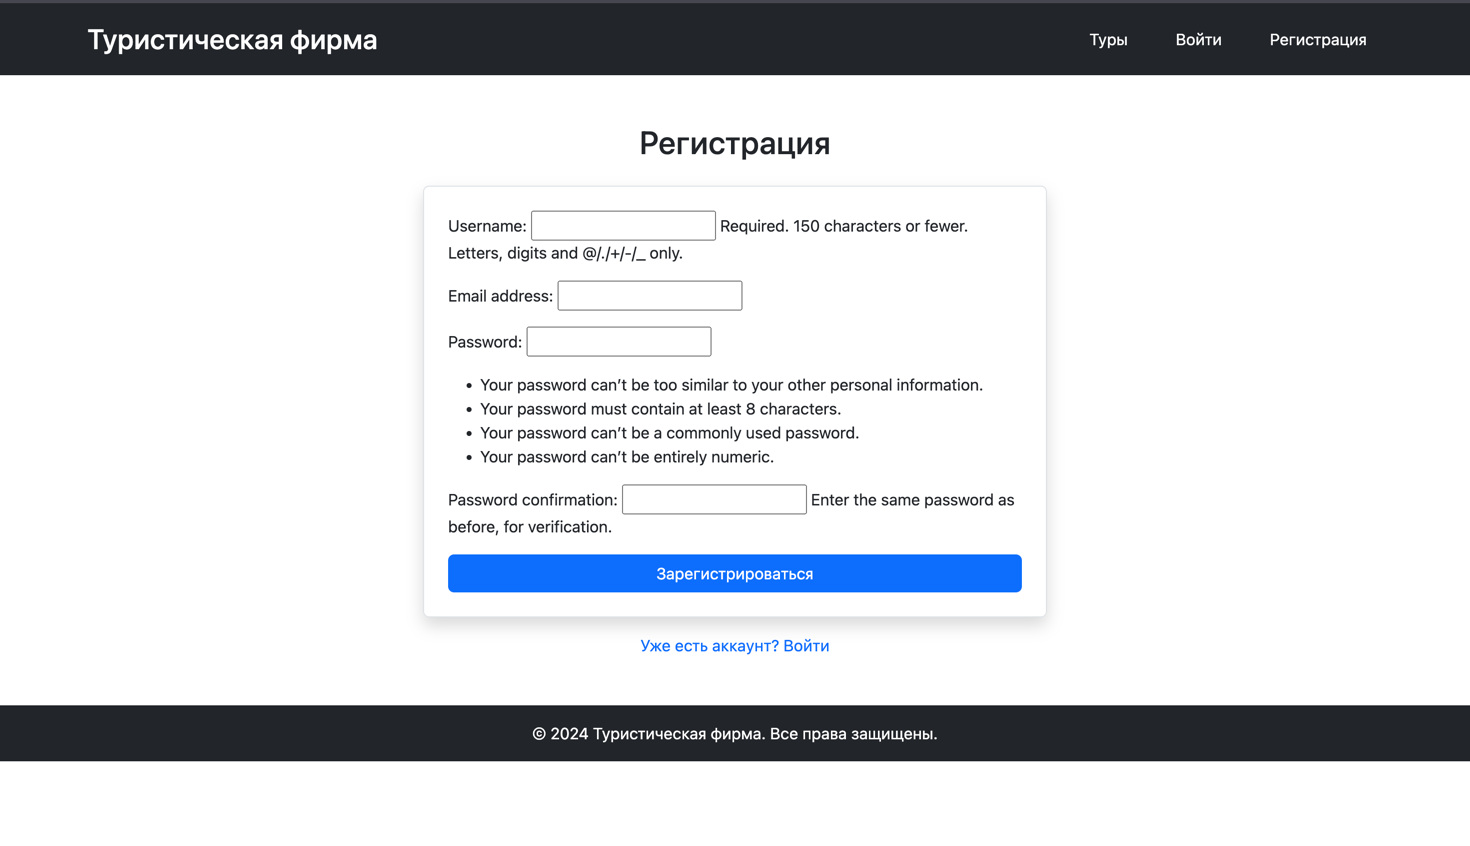 Туристическая фирма
Туры
Войти
Регистрация
Регистрация
Username:
Required. 150 characters or fewer.
Letters, digits and @/./+/-/_ only.
Email address:
Password:
• Your password can’t be too similar to your other personal information.
• Your password must contain at least 8 characters.
• Your password can’t be a commonly used password.
• Your password can’t be entirely numeric.
Password confirmation:
Enter the same password as
before, for verification.
Зарегистрироваться
Уже есть аккаунт? Войти
© 2024 Туристическая фирма. Все права защищены.